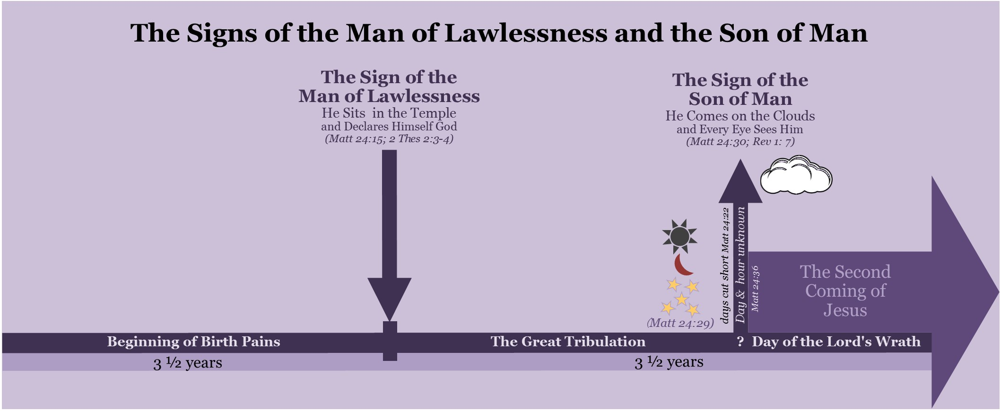 The Signs of the Man of Lawlessness and the Son of Man
The Sign of the
Man of Lawlessness
He Sits  in the Temple
and Declares Himself God
(Matt 24:15; 2 Thes 2:3-4)
The Sign of the
Son of Man
He Comes on the Clouds
and Every Eye Sees Him
(Matt 24:30; Rev 1: 7)
(Matt 24:29)
days cut short Matt 24:22
Day &  hour unknown
Matt 24:36
The Second
Coming of
Jesus
Beginning of Birth Pains
The Great Tribulation
?  Day of the Lord's Wrath
3 ½ years
3 ½ years